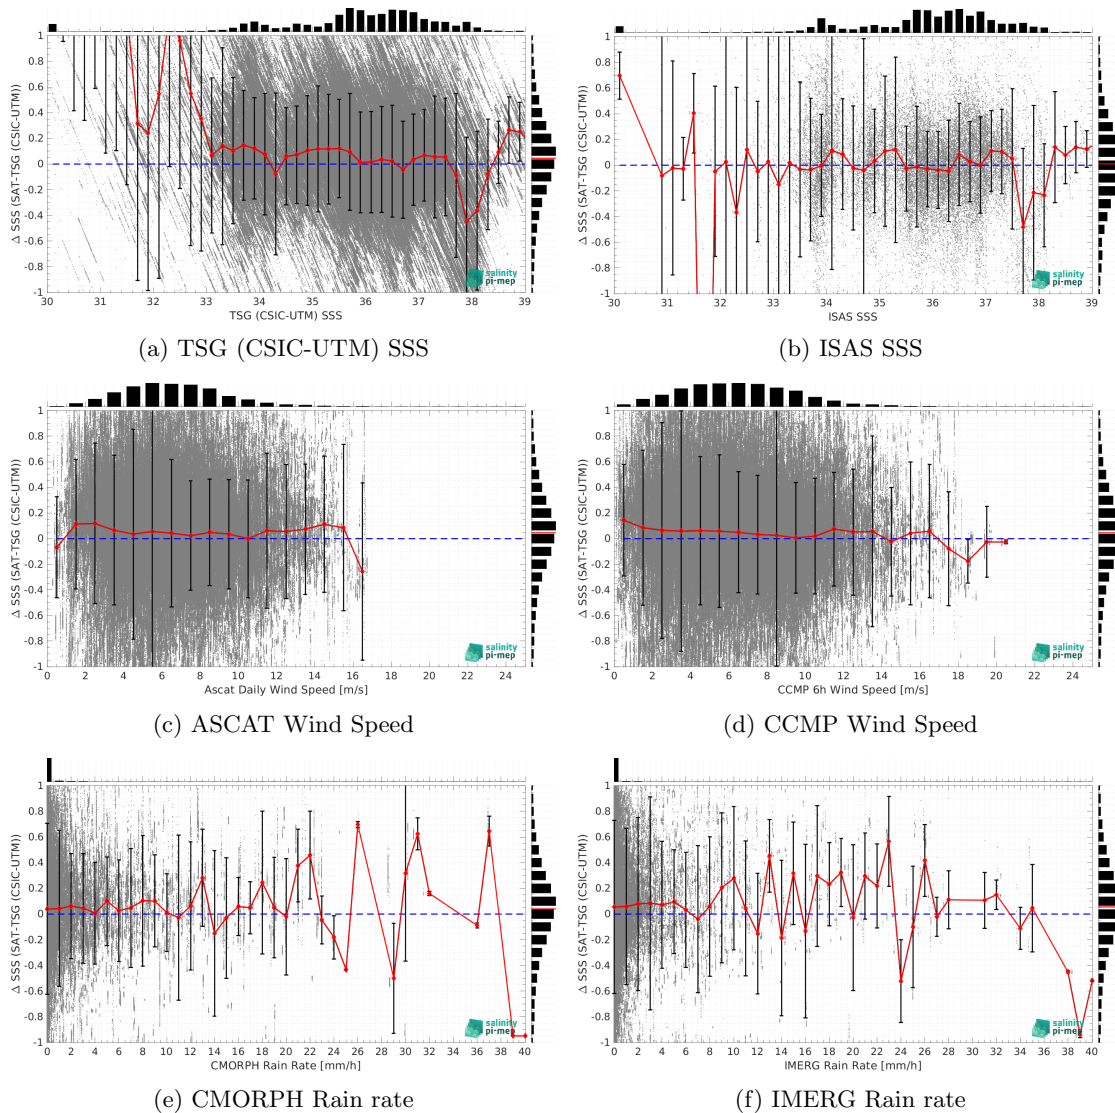 1
0.8
0.6
0.4
0.2
0
-0.2
-0.4
-0.6
-0.8
-1
Δ SSS (SAT-TSG (CSIC-UTM))
30 31 32 33 34 35 36 37 38 39
TSG (CSIC-UTM) SSS
salinity
pi-mep
(a) TSG (CSIC-UTM) SSS
1
0.8
0.6
0.4
0.2
0
-0.2
-0.4
-0.6
-0.8
-1
Δ SSS (SAT-TSG (CSIC-UTM))
30 31 32 33 34 35 36 37 38 39
ISAS SSS
salinity
pi-mep
(b) ISAS SSS
1
0.8
0.6
0.4
0.2
0
-0.2
-0.4
-0.6
-0.8
-1
Δ SSS (SAT-TSG (CSIC-UTM))
0 2 4 6 8 10 12 14 16 18 20 22 24
Ascat Daily Wind Speed [m/s]
salinity
pi-mep
(c) ASCAT Wind Speed
1
0.8
0.6
0.4
0.2
0
-0.2
-0.4
-0.6
-0.8
-1
Δ SSS (SAT-TSG (CSIC-UTM))
0 2 4 6 8 10 12 14 16 18 20 22 24
CCMP 6h Wind Speed [m/s]
salinity
pi-mep
(d) CCMP Wind Speed
1
0.8
0.6
0.4
0.2
0
-0.2
-0.4
-0.6
-0.8
-1
Δ SSS (SAT-TSG (CSIC-UTM))
0 2 4 6 8 10 12 14 16 18 20 22 24 26 28 30 32 34 36 38 40
CMORPH Rain Rate [mm/h]
salinity
pi-mep
(e) CMORPH Rain rate
1
0.8
0.6
0.4
0.2
0
-0.2
-0.4
-0.6
-0.8
-1
Δ SSS (SAT-TSG (CSIC-UTM))
0 2 4 6 8 10 12 14 16 18 20 22 24 26 28 30 32 34 36 38 40
IMERG Rain Rate [mm/h]
salinity
pi-mep
(f) IMERG Rain rate